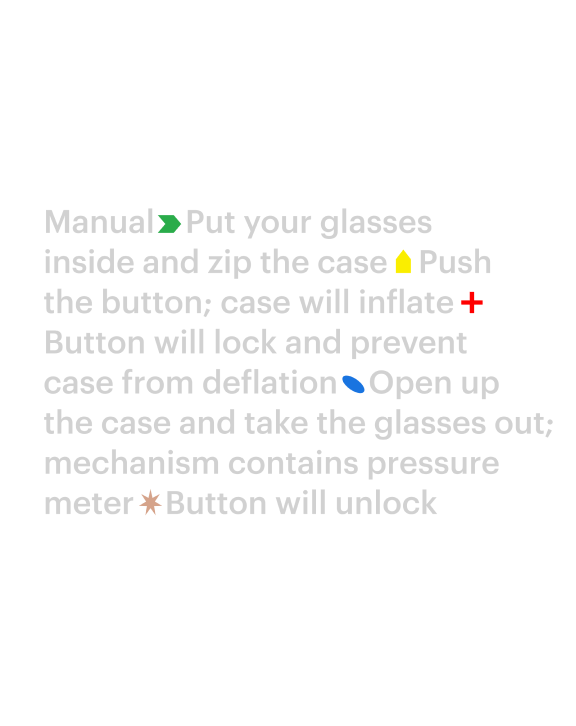 Manual Put your glasses
inside and zip the case Push
the button; case will inflate
Button will lock and prevent
case from deflation Open up
the case and take the glasses out;
mechanism contains pressure
meter Button will unlock